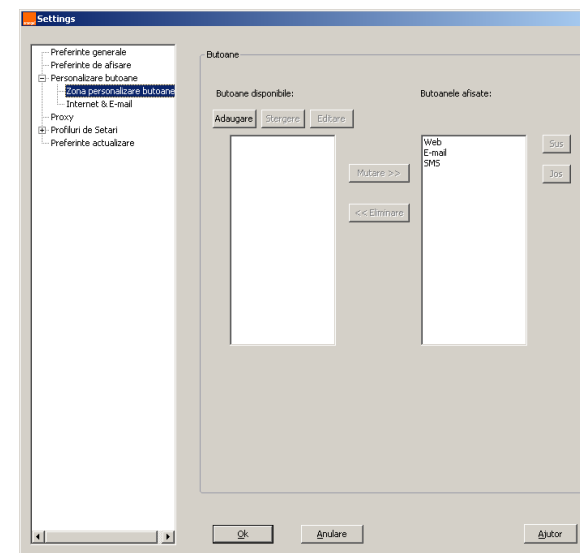 Settings
Preferinte generale
Preferinte de afisare
Personalizare butoane
Zona personalizare butoane
Internet & E-mail
Proxy
Profiluri de Setari
Preferinte actualizare
Butoane
Butoane disponibile:
Butoanele afisate:
Adaugare Stergere Editare
Web
E-mail
SMS
Mutare >>
<< Eliminare
Sus
Jos
Ok Anulare Ajutor